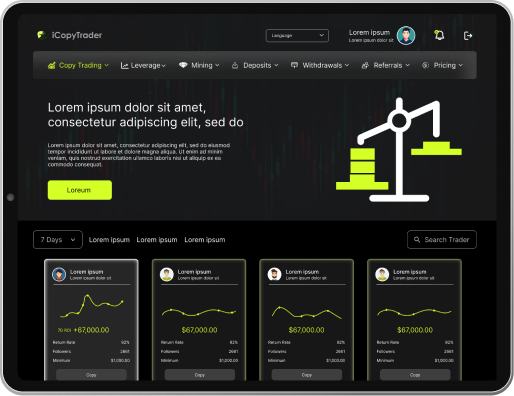 iCopyTrader
Language
Lorem ipsum
Lorem ipsum dolor sit
Copy Trading
Leverage
Mining
Deposits
Withdrawals
Referrals
Pricing
Lorem ipsum dolor sit amet,
consectetur adipiscing elit, sed do
Lorem ipsum dolor sit amet, consectetur adipiscing elit, sed do eiusmod
tempor incididunt ut labore et dolore magna aliqua. Ut enim ad minim
veniam, quis nostrud exercitation ullamco laboris nisi ut aliquip ex ea
commodo consequat.
Loreum
7 Days
Lorem ipsum
Lorem ipsum
Lorem ipsum
Search Trader
Lorem ipsum
Lorem ipsum dolor sit
7D ROI +67,000.00
Return Rate 82%
Followers 2661
Minimum $1,000.00
Copy
Lorem ipsum
Lorem ipsum dolor sit
$67,000.00
Return Rate 82%
Followers 2661
Minimum $1,000.00
Copy
Lorem ipsum
Lorem ipsum dolor sit
$67,000.00
Return Rate 82%
Followers 2661
Minimum $1,000.00
Copy
Lorem ipsum
Lorem ipsum dolor sit
$67,000.00
Return Rate 82%
Followers 2661
Minimum $1,000.00
Copy